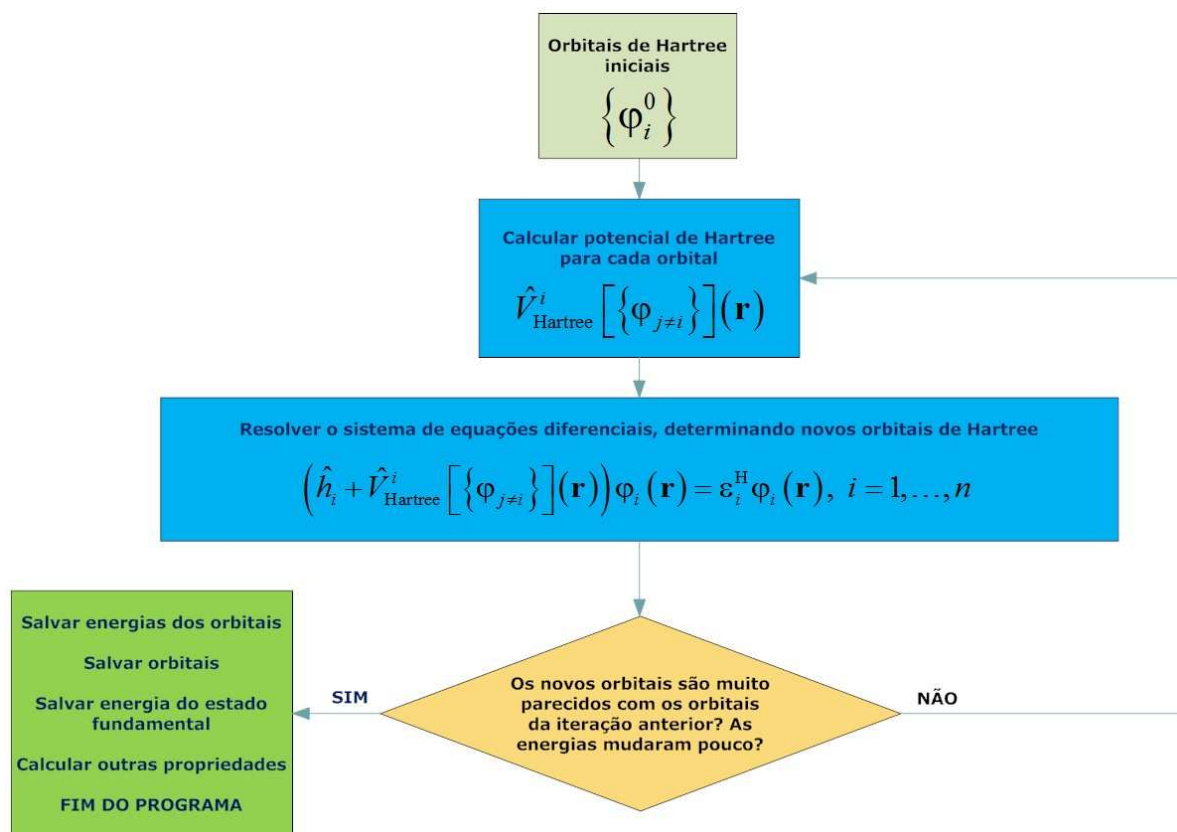 Orbitais de Hartree
iniciais
{φ_i^0}
Calcular potencial de Hartree
para cada orbital
V̂^i_Hartree [{φ_{j≠i}}](r)
Resolver o sistema de equações diferenciais, determinando novos orbitais de Hartree
(ĥ_i + V̂^i_Hartree [{φ_{j≠i}}](r)) φ_i (r) = ε_i^H φ_i (r), i = 1,…,n
Os novos orbitais são muito
parecidos com os orbitais
da iteração anterior? As
energias mudaram pouco?
SIM
NÃO
Salvar energias dos orbitais
Salvar orbitais
Salvar energia do estado
fundamental
Calcular outras propriedades
FIM DO PROGRAMA